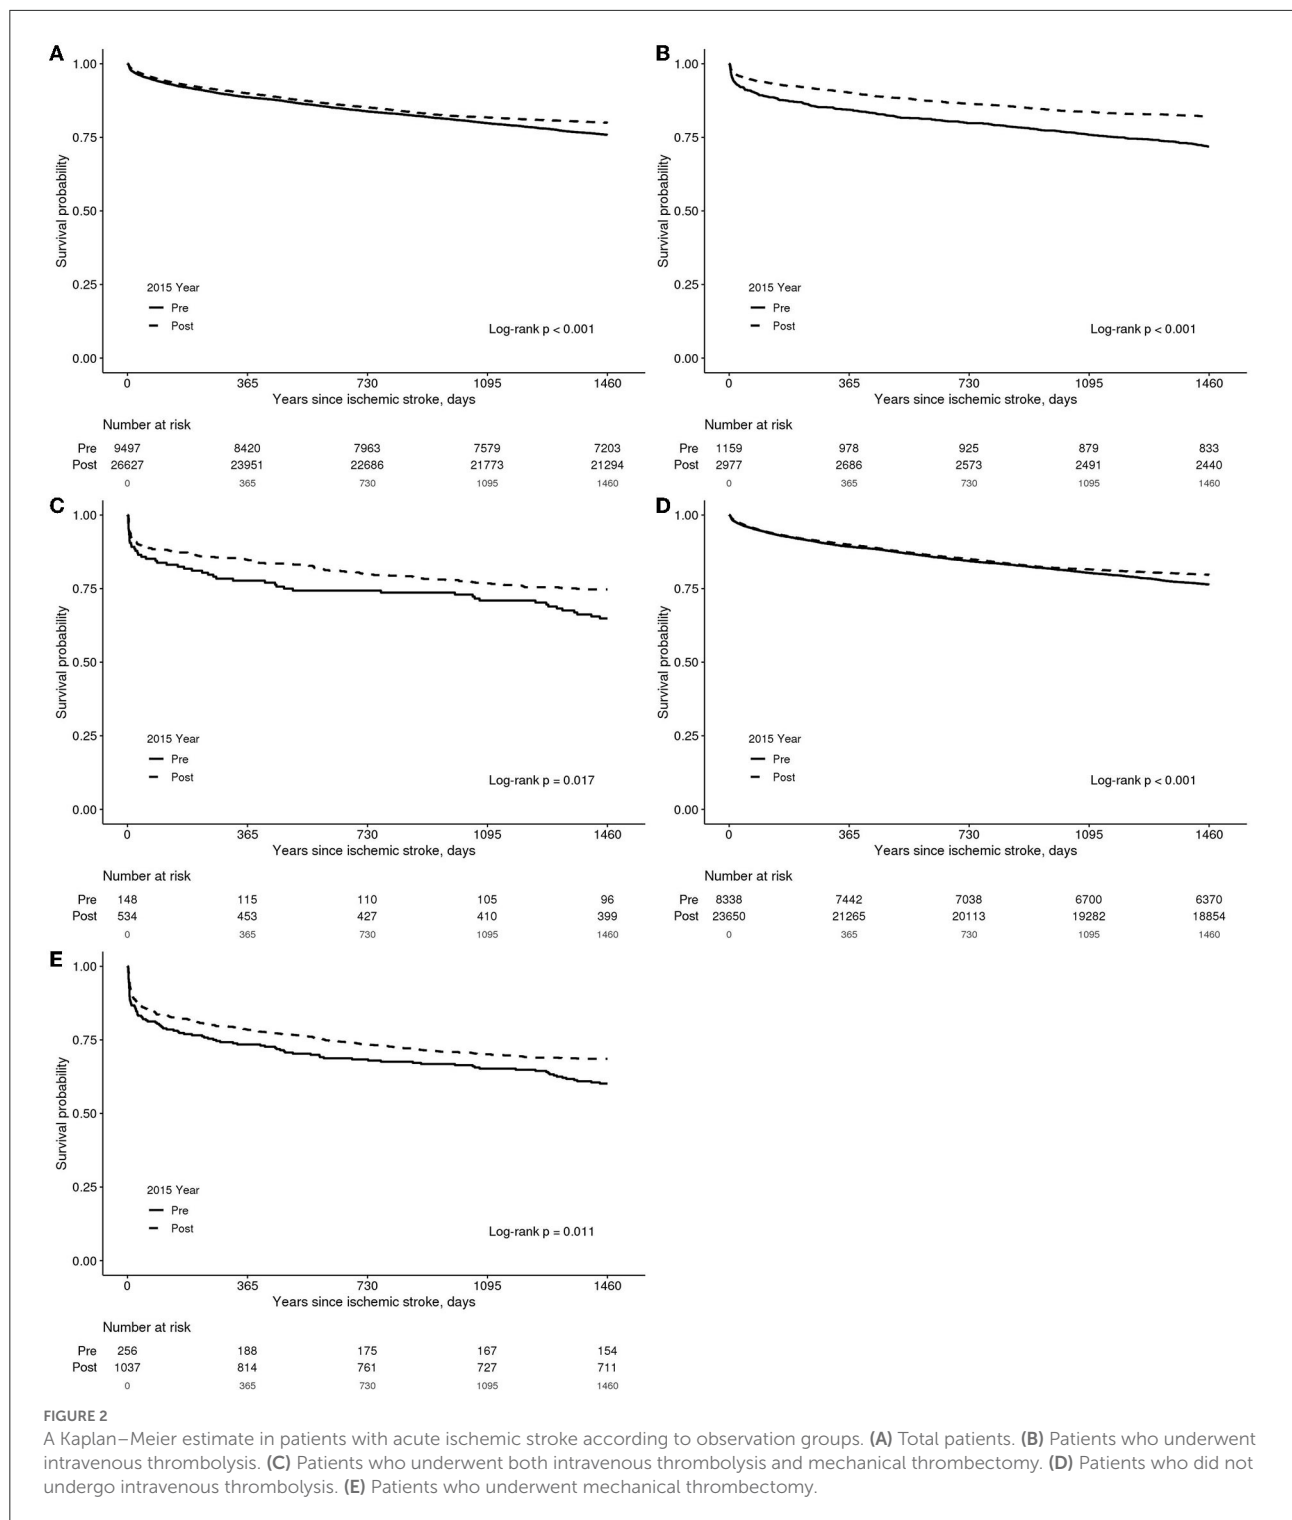 A
B
1.00
0.75
0.50
0.25
0.00
Survival probability
2015 Year
Pre
Post
Log-rank p < 0.001
0 365 730 1095 1460
Years since ischemic stroke, days
Number at risk
Pre 9497 8420 7963 7579 7203
Post 26627 23951 22686 21773 21294
0 365 730 1095 1460
1.00
0.75
0.50
0.25
0.00
Survival probability
2015 Year
Pre
Post
Log-rank p < 0.001
0 365 730 1095 1460
Years since ischemic stroke, days
Number at risk
Pre 1159 978 925 879 833
Post 2977 2686 2573 2491 2440
0 365 730 1095 1460
C
1.00
0.75
0.50
0.25
0.00
Survival probability
2015 Year
Pre
Post
Log-rank p = 0.017
0 365 730 1095 1460
Years since ischemic stroke, days
Number at risk
Pre 148 115 110 105 96
Post 534 453 427 410 399
0 365 730 1095 1460
D
1.00
0.75
0.50
0.25
0.00
Survival probability
2015 Year
Pre
Post
Log-rank p < 0.001
0 365 730 1095 1460
Years since ischemic stroke, days
Number at risk
Pre 8338 7442 7038 6700 6370
Post 23650 21265 20113 19282 18854
0 365 730 1095 1460
E
1.00
0.75
0.50
0.25
0.00
Survival probability
2015 Year
Pre
Post
Log-rank p = 0.011
0 365 730 1095 1460
Years since ischemic stroke, days
Number at risk
Pre 256 188 175 167 154
Post 1037 814 761 727 711
0 365 730 1095 1460
FIGURE 2
A Kaplan–Meier estimate in patients with acute ischemic stroke according to observation groups. (A) Total patients. (B) Patients who underwent
intravenous thrombolysis. (C) Patients who underwent both intravenous thrombolysis and mechanical thrombectomy. (D) Patients who did not
undergo intravenous thrombolysis. (E) Patients who underwent mechanical thrombectomy.